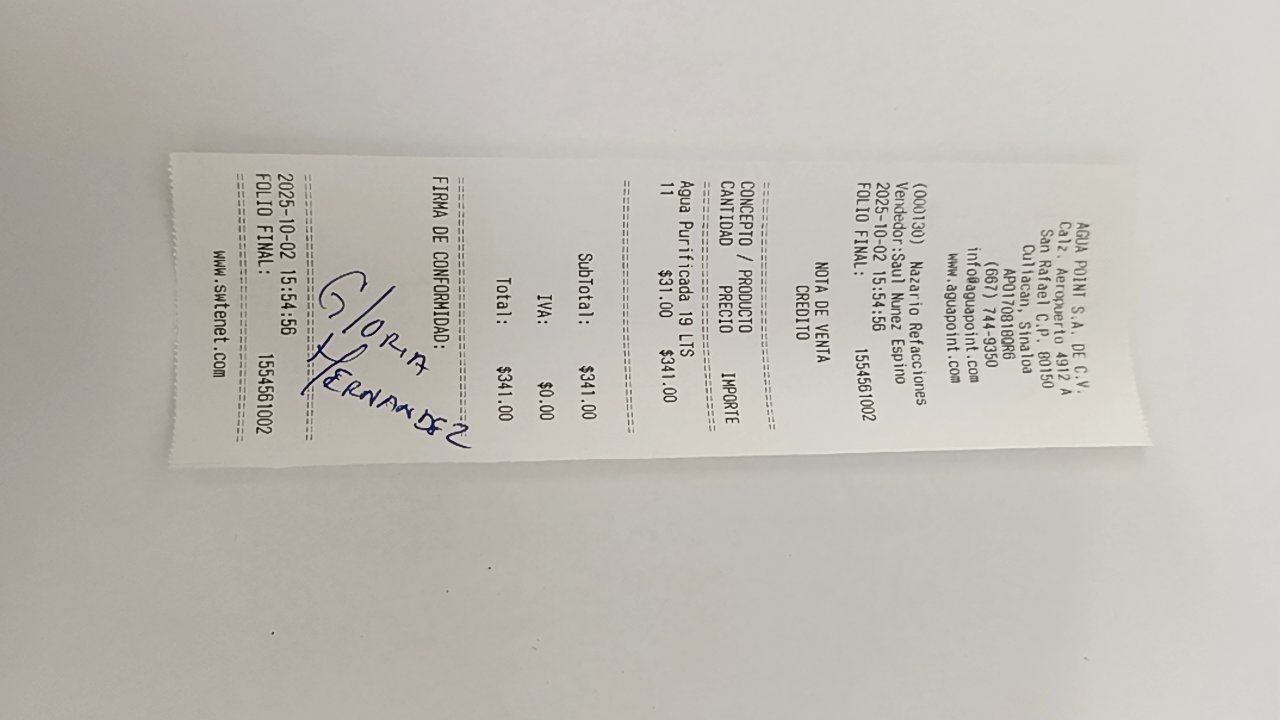 AGUA POINT S.A. DE C.V.
Calz. Aeropuerto 4912 A
San Rafael C.P. 80150
Culiacan, Sinaloa
APO170818QR6
(667) 744-9350
info@aguapoint.com
www.aguapoint.com
(000130) Nazario Refacciones
Vendedor:Saul Nunez Espino
2025-10-02 15:54:56
FOLIO FINAL: 1554561002
NOTA DE VENTA
CREDITO
CONCEPTO / PRODUCTO
CANTIDAD PRECIO IMPORTE
Agua Purificada 19 LTS
11 $31.00 $341.00
SubTotal: $341.00
IVA: $0.00
Total: $341.00
FIRMA DE CONFORMIDAD:
GlORIA
HERNANDEZ
2025-10-02 15:54:56
FOLIO FINAL: 1554561002
www.swtenet.com